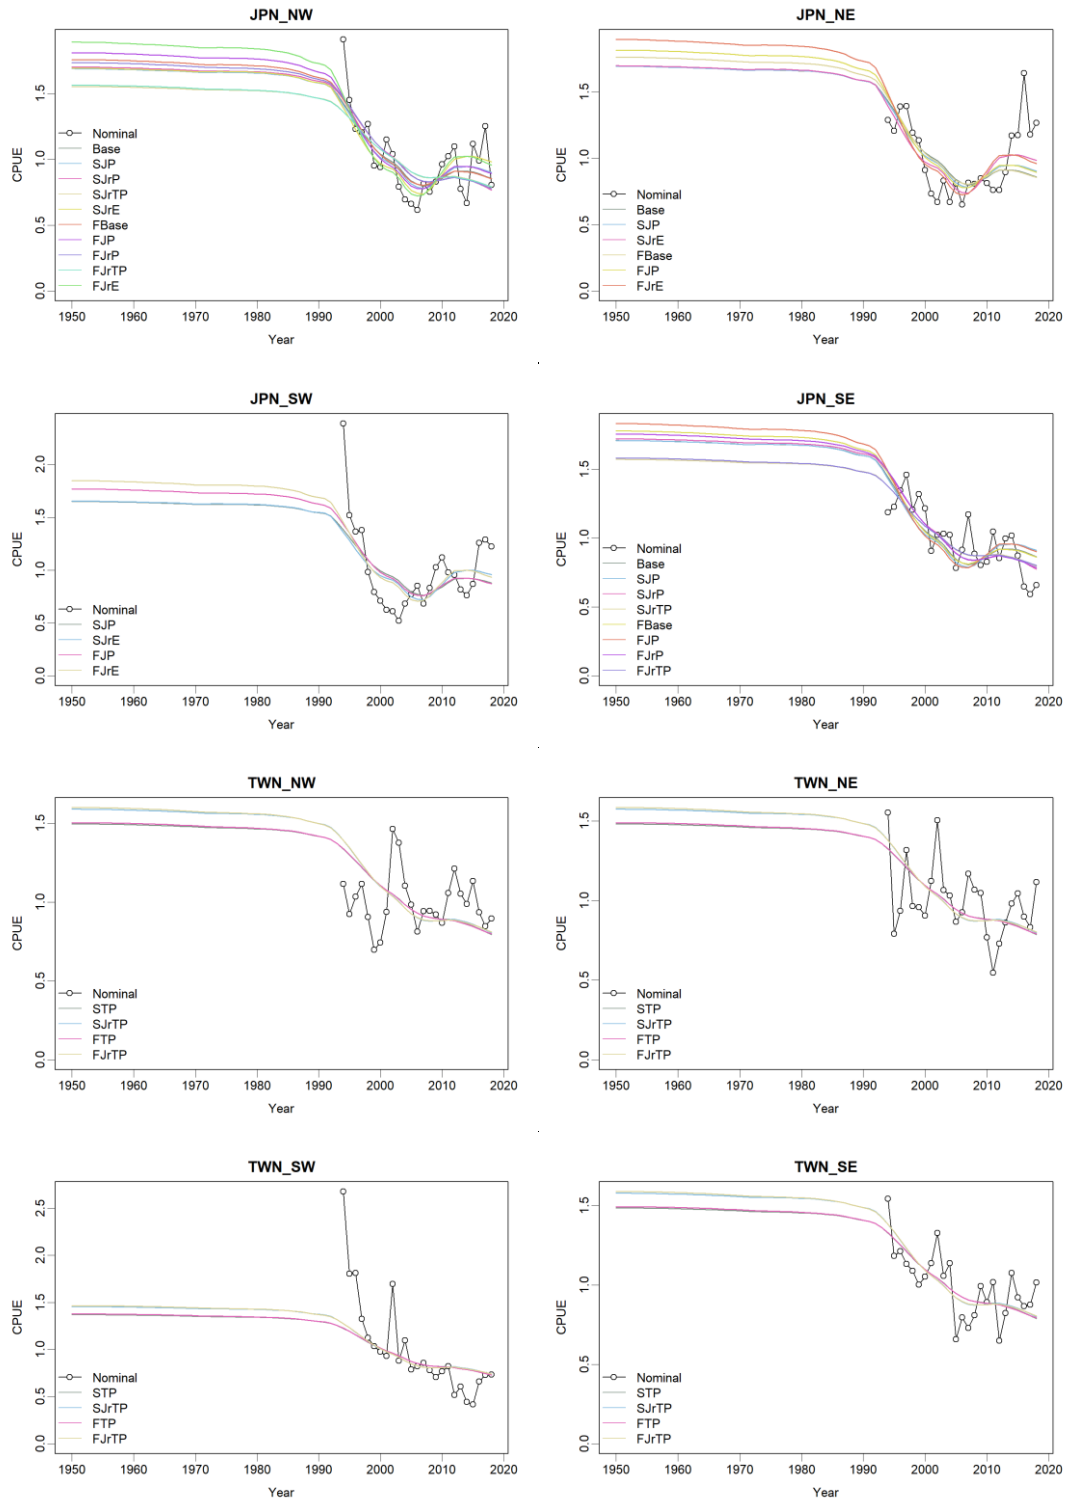 JPN_NW
CPUE
0.0 0.5 1.0 1.5
Nominal
Base
SJP
SJrP
SJrTP
SJrE
FBase
FJP
FJrP
FJrTP
FJrE
1950 1960 1970 1980 1990 2000 2010 2020
Year
JPN_NE
CPUE
0.0 0.5 1.0 1.5
Nominal
Base
SJP
SJrE
FBase
FJP
FJrE
1950 1960 1970 1980 1990 2000 2010 2020
Year
JPN_SW
CPUE
0.0 0.5 1.0 1.5 2.0
Nominal
SJP
SJrE
FJP
FJrE
1950 1960 1970 1980 1990 2000 2010 2020
Year
JPN_SE
CPUE
0.0 0.5 1.0 1.5
Nominal
Base
SJP
SJrP
SJrTP
FBase
FJP
FJrP
FJrTP
1950 1960 1970 1980 1990 2000 2010 2020
Year
TWN_NW
CPUE
0.0 0.5 1.0 1.5
Nominal
STP
SJrTP
FTP
FJrTP
1950 1960 1970 1980 1990 2000 2010 2020
Year
TWN_NE
CPUE
0.0 0.5 1.0 1.5
Nominal
STP
SJrTP
FTP
FJrTP
1950 1960 1970 1980 1990 2000 2010 2020
Year
TWN_SW
CPUE
0.0 0.5 1.0 1.5 2.0 2.5
Nominal
STP
SJrTP
FTP
FJrTP
1950 1960 1970 1980 1990 2000 2010 2020
Year
TWN_SE
CPUE
0.0 0.5 1.0 1.5
Nominal
STP
SJrTP
FTP
FJrTP
1950 1960 1970 1980 1990 2000 2010 2020
Year